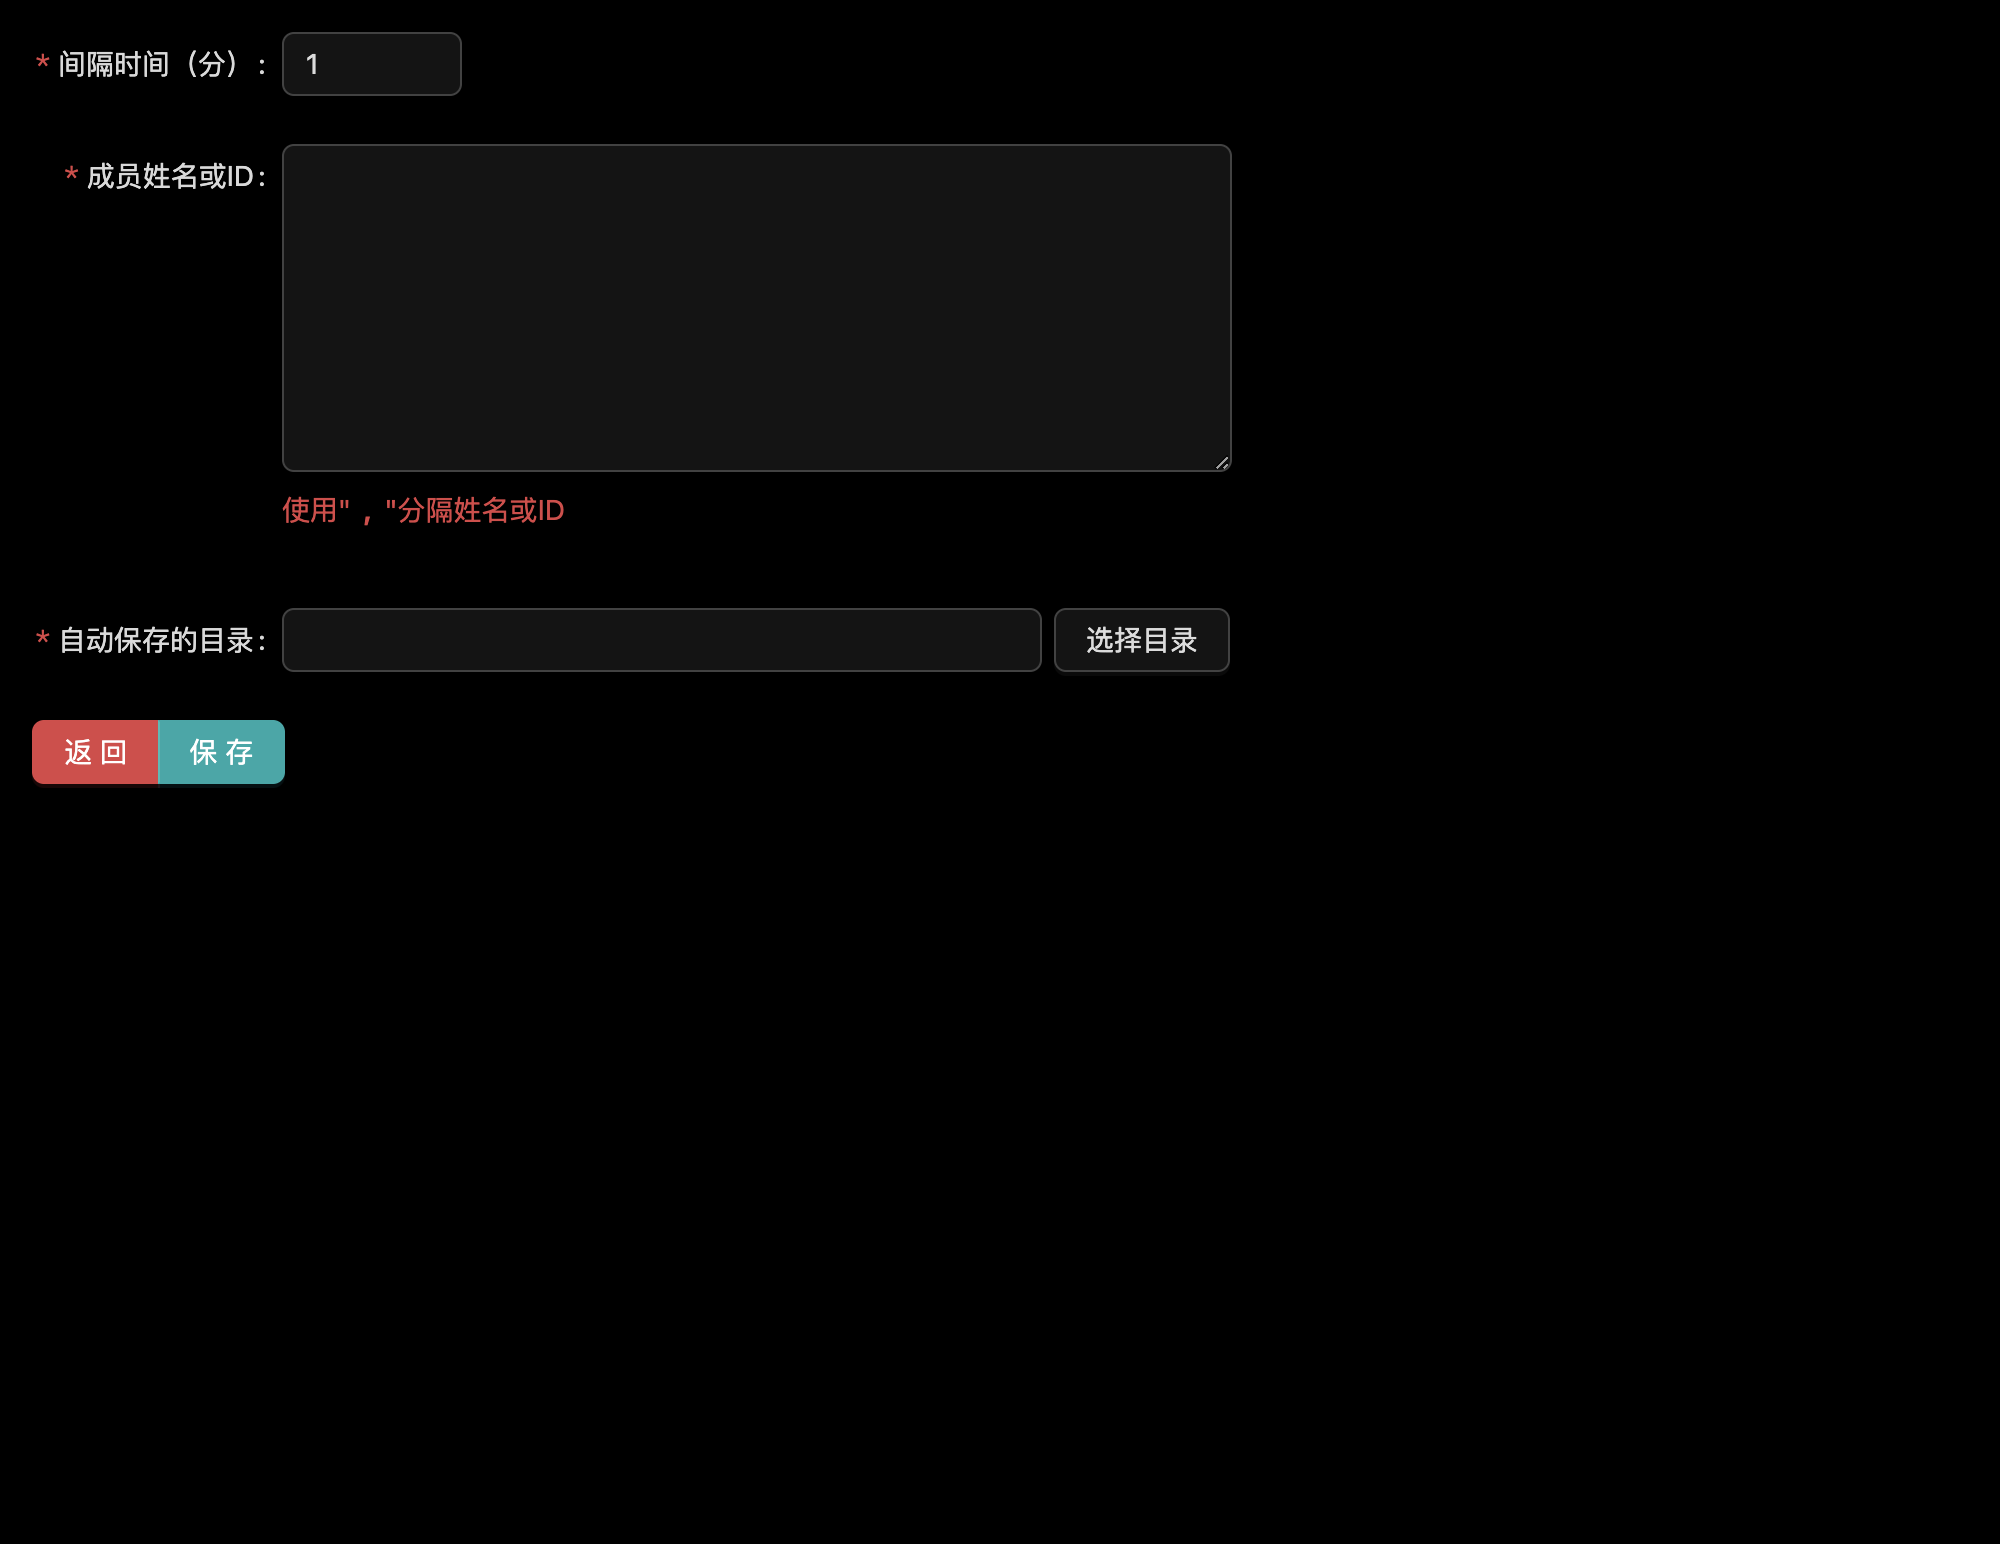 * 间隔时间（分）: 1
* 成员姓名或ID:
使用"，"分隔姓名或ID
* 自动保存的目录: 选择目录
返 回 保 存